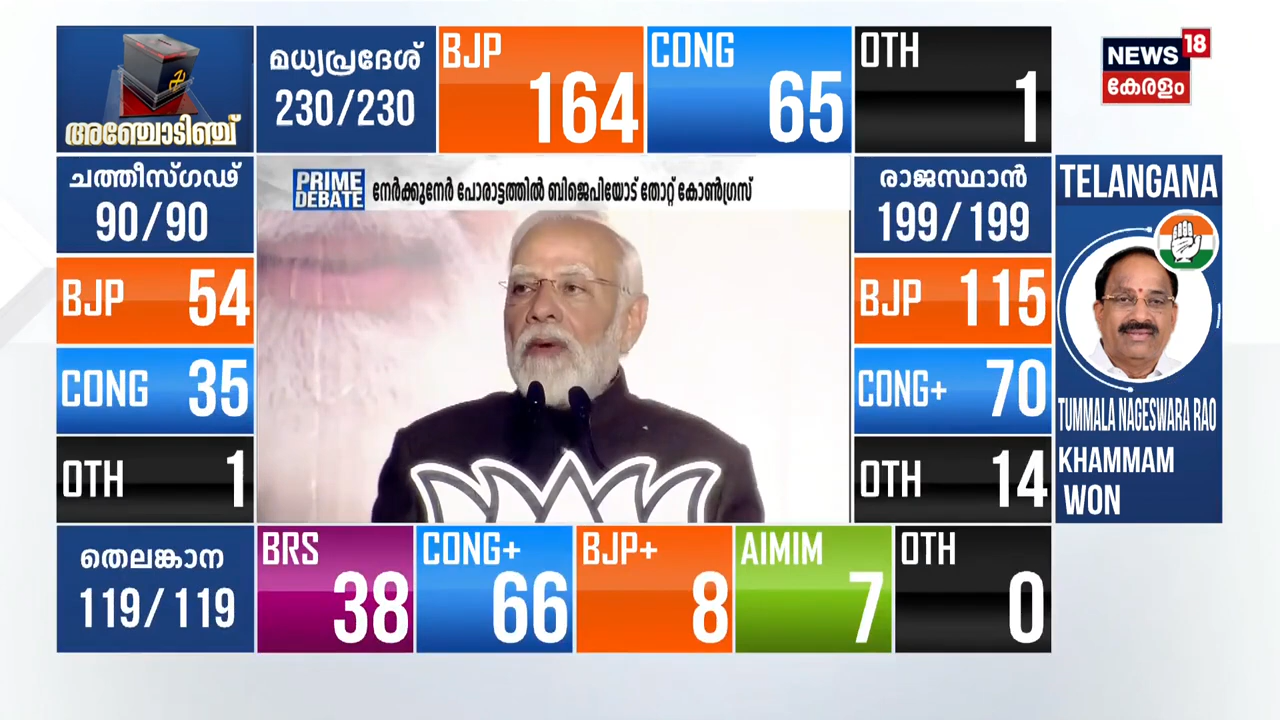 അഞ്ചോടിഞ്ച്
മധ്യപ്രദേശ്
230/230
BJP
164
CONG
65
OTH
1
NEWS 18
കേരളം
ചത്തീസ്ഗഢ്
90/90
BJP 54
CONG 35
OTH 1
PRIME DEBATE
നേർക്കുനേർ പോരാട്ടത്തിൽ ബിജെപിയോട് തോറ്റ് കോൺഗ്രസ്
രാജസ്ഥാൻ
199/199
BJP 115
CONG+ 70
OTH 14
TELANGANA
TUMMALA NAGESWARA RAO
KHAMMAM
WON
തെലങ്കാന
119/119
BRS
38
CONG+
66
BJP+
8
AIMIM
7
OTH
0